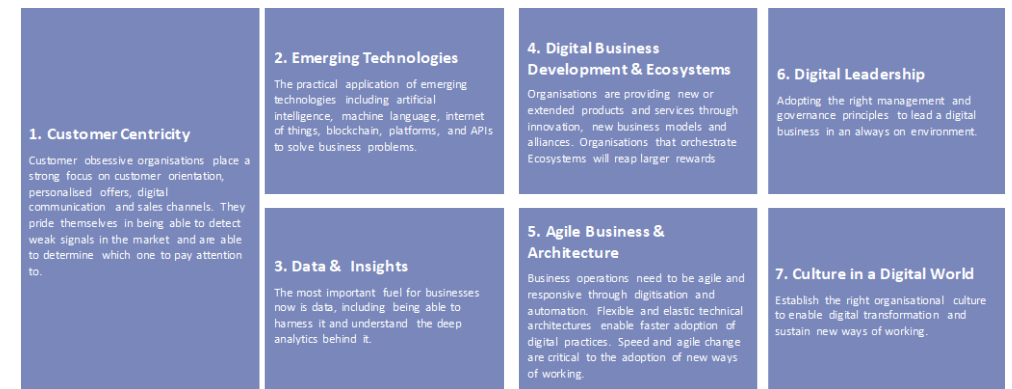 1. Customer Centricity
Customer obsessive organisations place a
strong focus on customer orientation,
personalised offers, digital
communication and sales channels. They
pride themselves in being able to detect
weak signals in the market and are able
to determine which one to pay attention
to.
2. Emerging Technologies
The practical application of emerging
technologies including artificial
intelligence, machine language, internet
of things, blockchain, platforms, and APIs
to solve business problems.
3. Data & Insights
The most important fuel for businesses
now is data, including being able to
harness it and understand the deep
analytics behind it.
4. Digital Business
Development & Ecosystems
Organisations are providing new or
extended products and services through
innovation, new business models and
alliances. Organisations that orchestrate
Ecosystems will reap larger rewards
5. Agile Business &
Architecture
Business operations need to be agile and
responsive through digitisation and
automation. Flexible and elastic technical
architectures enable faster adoption of
digital practices. Speed and agile change
are critical to the adoption of new ways
of working.
6. Digital Leadership
Adopting the right management and
governance principles to lead a digital
business in an always on environment.
7. Culture in a Digital World
Establish the right organisational culture
to enable digital transformation and
sustain new ways of working.